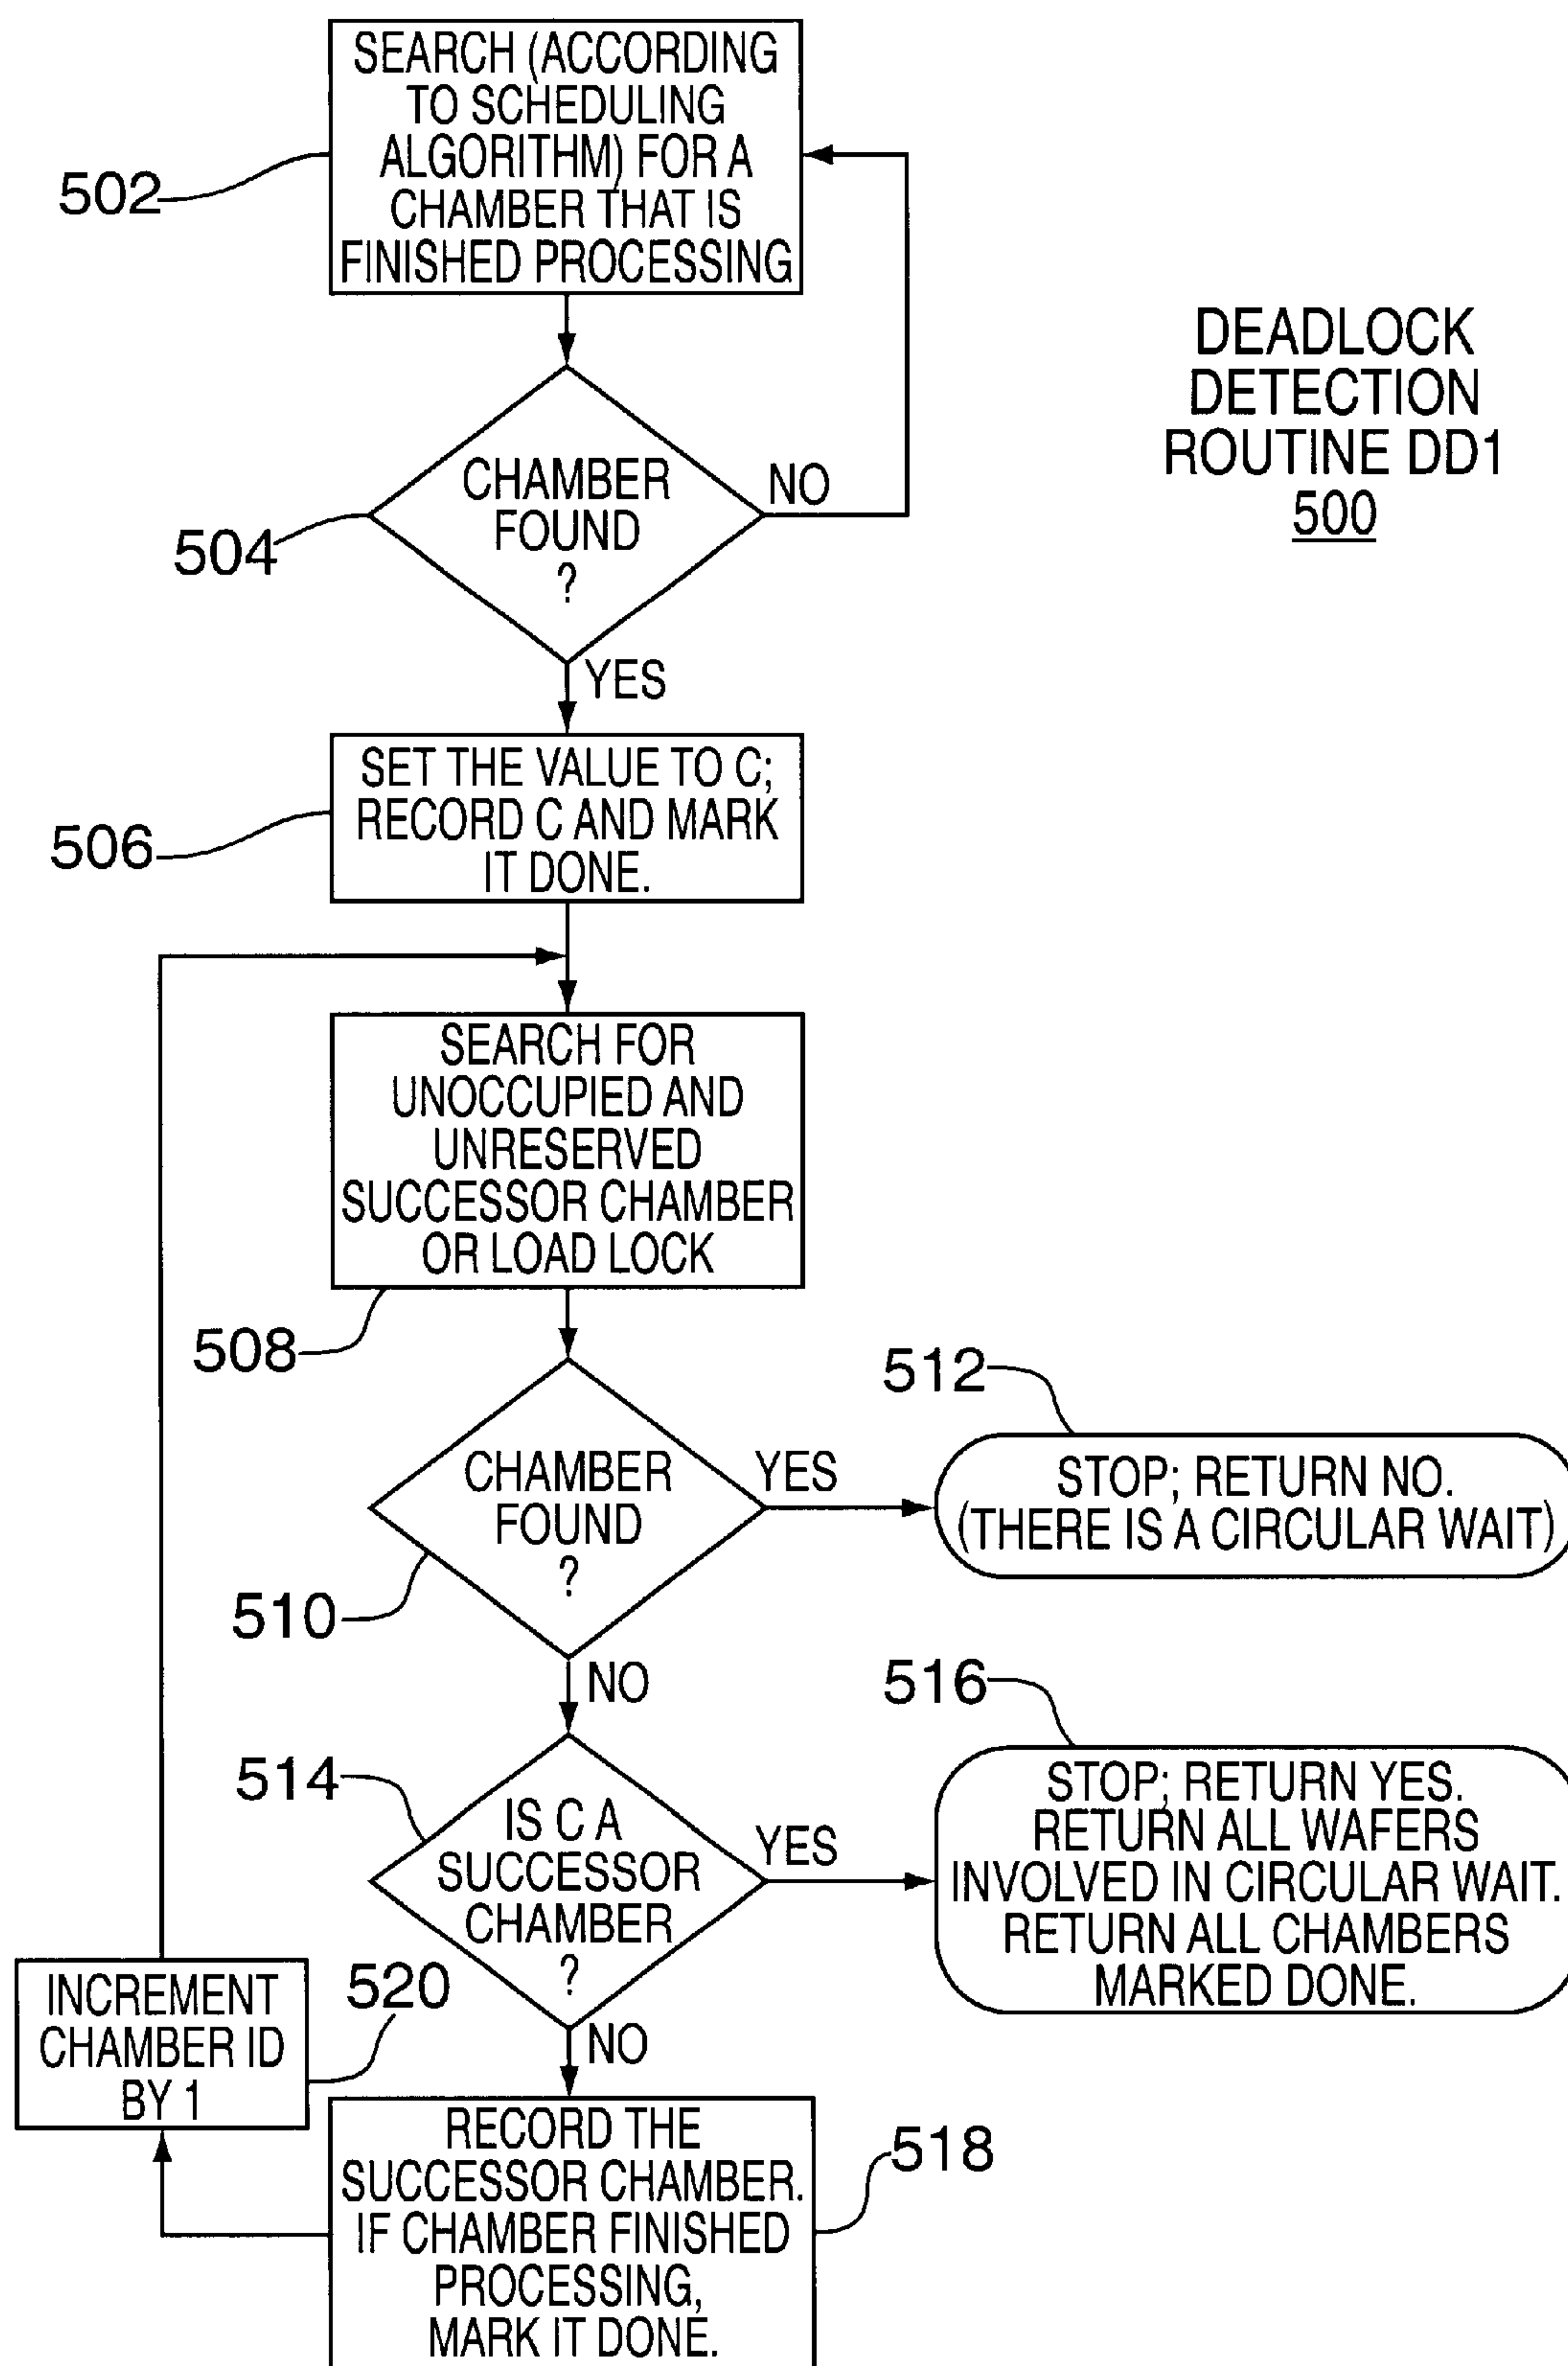 SEARCH (ACCORDING
TO SCHEDULING
ALGORITHM) FOR A
CHAMBER THAT IS
FINISHED PROCESSING
502
DEADLOCK
DETECTION
ROUTINE DD1
500
CHAMBER
FOUND
?
NO
504
YES
SET THE VALUE TO C;
RECORD C AND MARK
IT DONE.
506
SEARCH FOR
UNOCCUPIED AND
UNRESERVED
SUCCESSOR CHAMBER
OR LOAD LOCK
508
CHAMBER
FOUND
?
YES
510
512
STOP; RETURN NO.
(THERE IS A CIRCULAR WAIT)
NO
514
IS C A
SUCCESSOR
CHAMBER
?
YES
516
STOP; RETURN YES.
RETURN ALL WAFERS
INVOLVED IN CIRCULAR WAIT.
RETURN ALL CHAMBERS
MARKED DONE.
NO
INCREMENT
CHAMBER ID
BY 1
520
RECORD THE
SUCCESSOR CHAMBER.
IF CHAMBER FINISHED
PROCESSING,
MARK IT DONE.
518